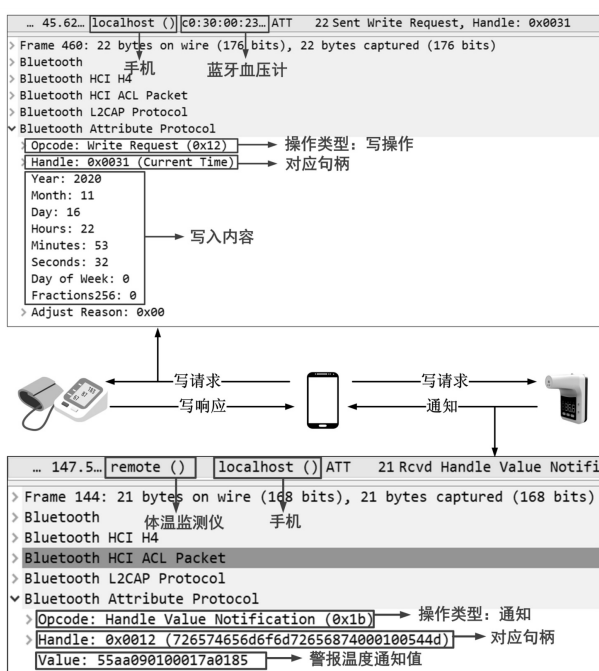 … 45.62… localhost () c0:30:00:23… ATT 22 Sent Write Request, Handle: 0x0031
Frame 460: 22 bytes on wire (176 bits), 22 bytes captured (176 bits)
Bluetooth
手机 蓝牙血压计
Bluetooth HCI H4
Bluetooth HCI ACL Packet
Bluetooth L2CAP Protocol
Bluetooth Attribute Protocol
Opcode: Write Request (0x12) 操作类型：写操作
Handle: 0x0031 (Current Time) 对应句柄
Year: 2020
Month: 11
Day: 16
Hours: 22
Minutes: 53 写入内容
Seconds: 32
Day of Week: 0
Fractions256: 0
Adjust Reason: 0x00
写请求 写请求
写响应 通知
… 147.5… remote () localhost () ATT 21 Rcvd Handle Value Notifi
Frame 144: 21 bytes on wire (168 bits), 21 bytes captured (168 bits)
Bluetooth 体温监测仪 手机
Bluetooth HCI H4
Bluetooth HCI ACL Packet
Bluetooth L2CAP Protocol
Bluetooth Attribute Protocol
Opcode: Handle Value Notification (0x1b) 操作类型：通知
Handle: 0x0012 (726574656d6f6d72656874000100544d) 对应句柄
Value: 55aa090100017a0185 警报温度通知值